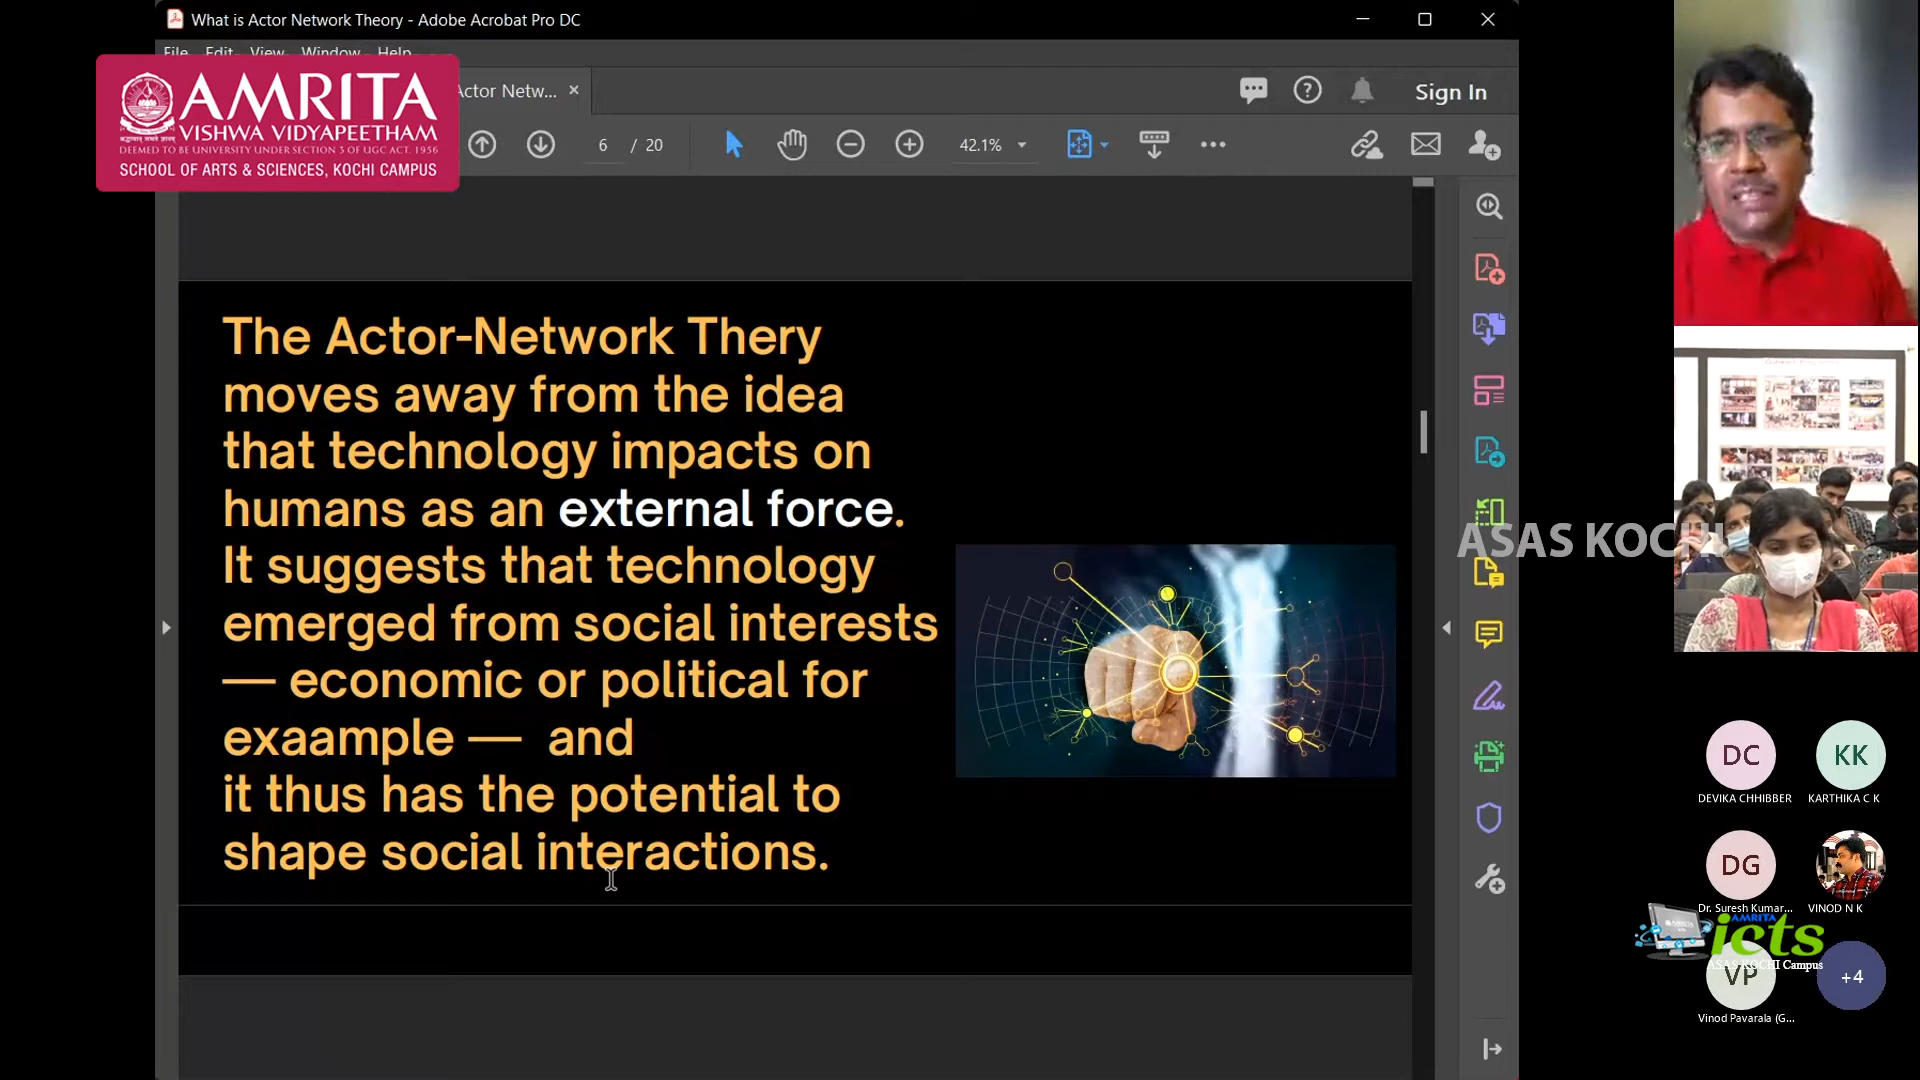 What is Actor Network Theory - Adobe Acrobat Pro DC
File Edit View Window Help
AMRITA
VISHWA VIDYAPEETHAM
DEEMED TO BE UNIVERSITY UNDER SECTION 3 OF UGC ACT, 1956
SCHOOL OF ARTS & SCIENCES, KOCHI CAMPUS
Actor Netw...
Sign In
6 / 20
42.1%
The Actor-Network Thery
moves away from the idea
that technology impacts on
humans as an external force.
It suggests that technology
emerged from social interests
— economic or political for
exaample — and
it thus has the potential to
shape social interactions.
ASAS KOCHI
DC
KK
DEVIKA CHHIBBER
KARTHIKA C K
DG
Dr. Suresh Kumar...
VINOD N K
AMRITA
icts
ASAS KOCHI Campus
VP
+4
Vinod Pavarala (G...